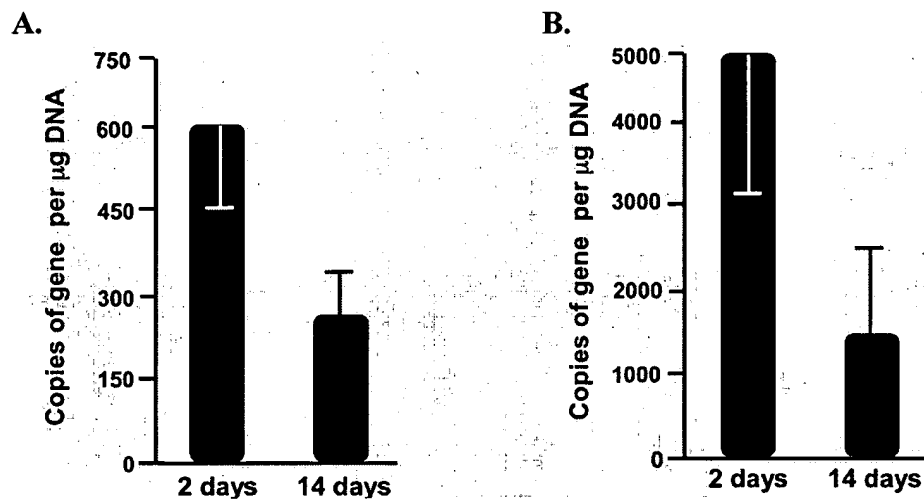 A.
Copies of gene per µg DNA
750
600
450
300
150
0
2 days 14 days
B.
Copies of gene per µg DNA
5000
4000
3000
2000
1000
0
2 days 14 days